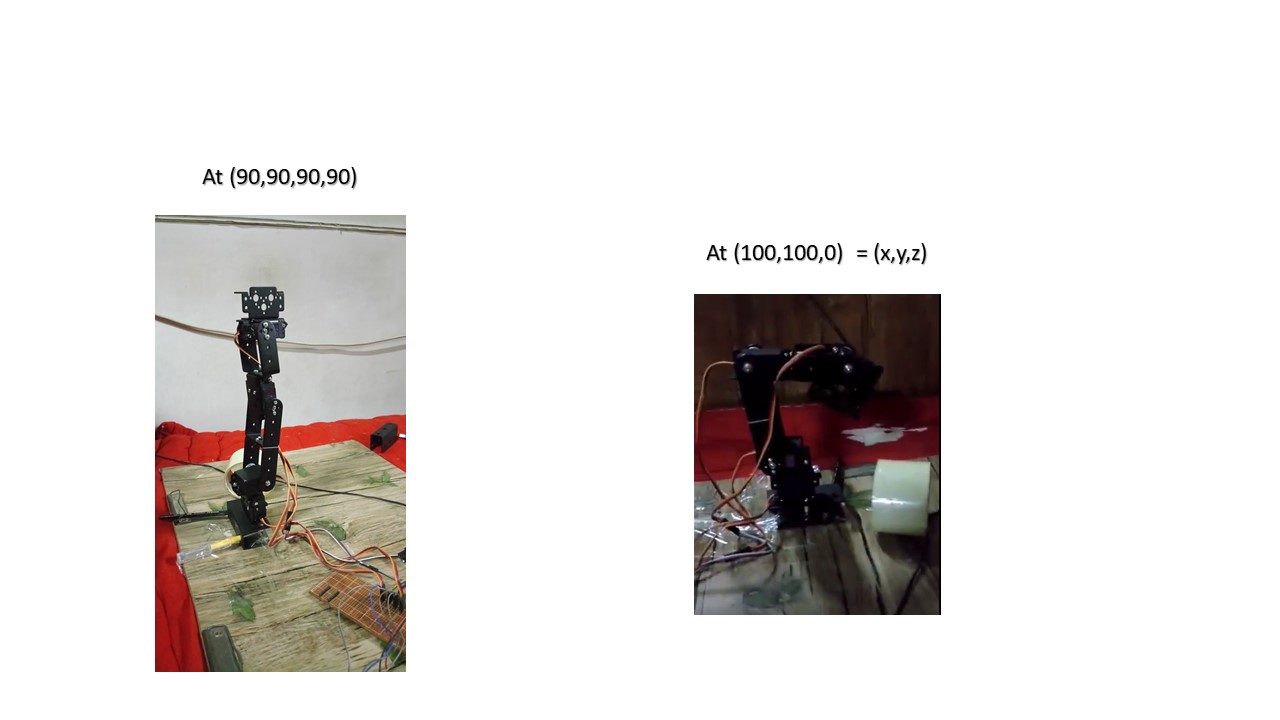 At (90,90,90,90)
At (100,100,0)  = (x,y,z)